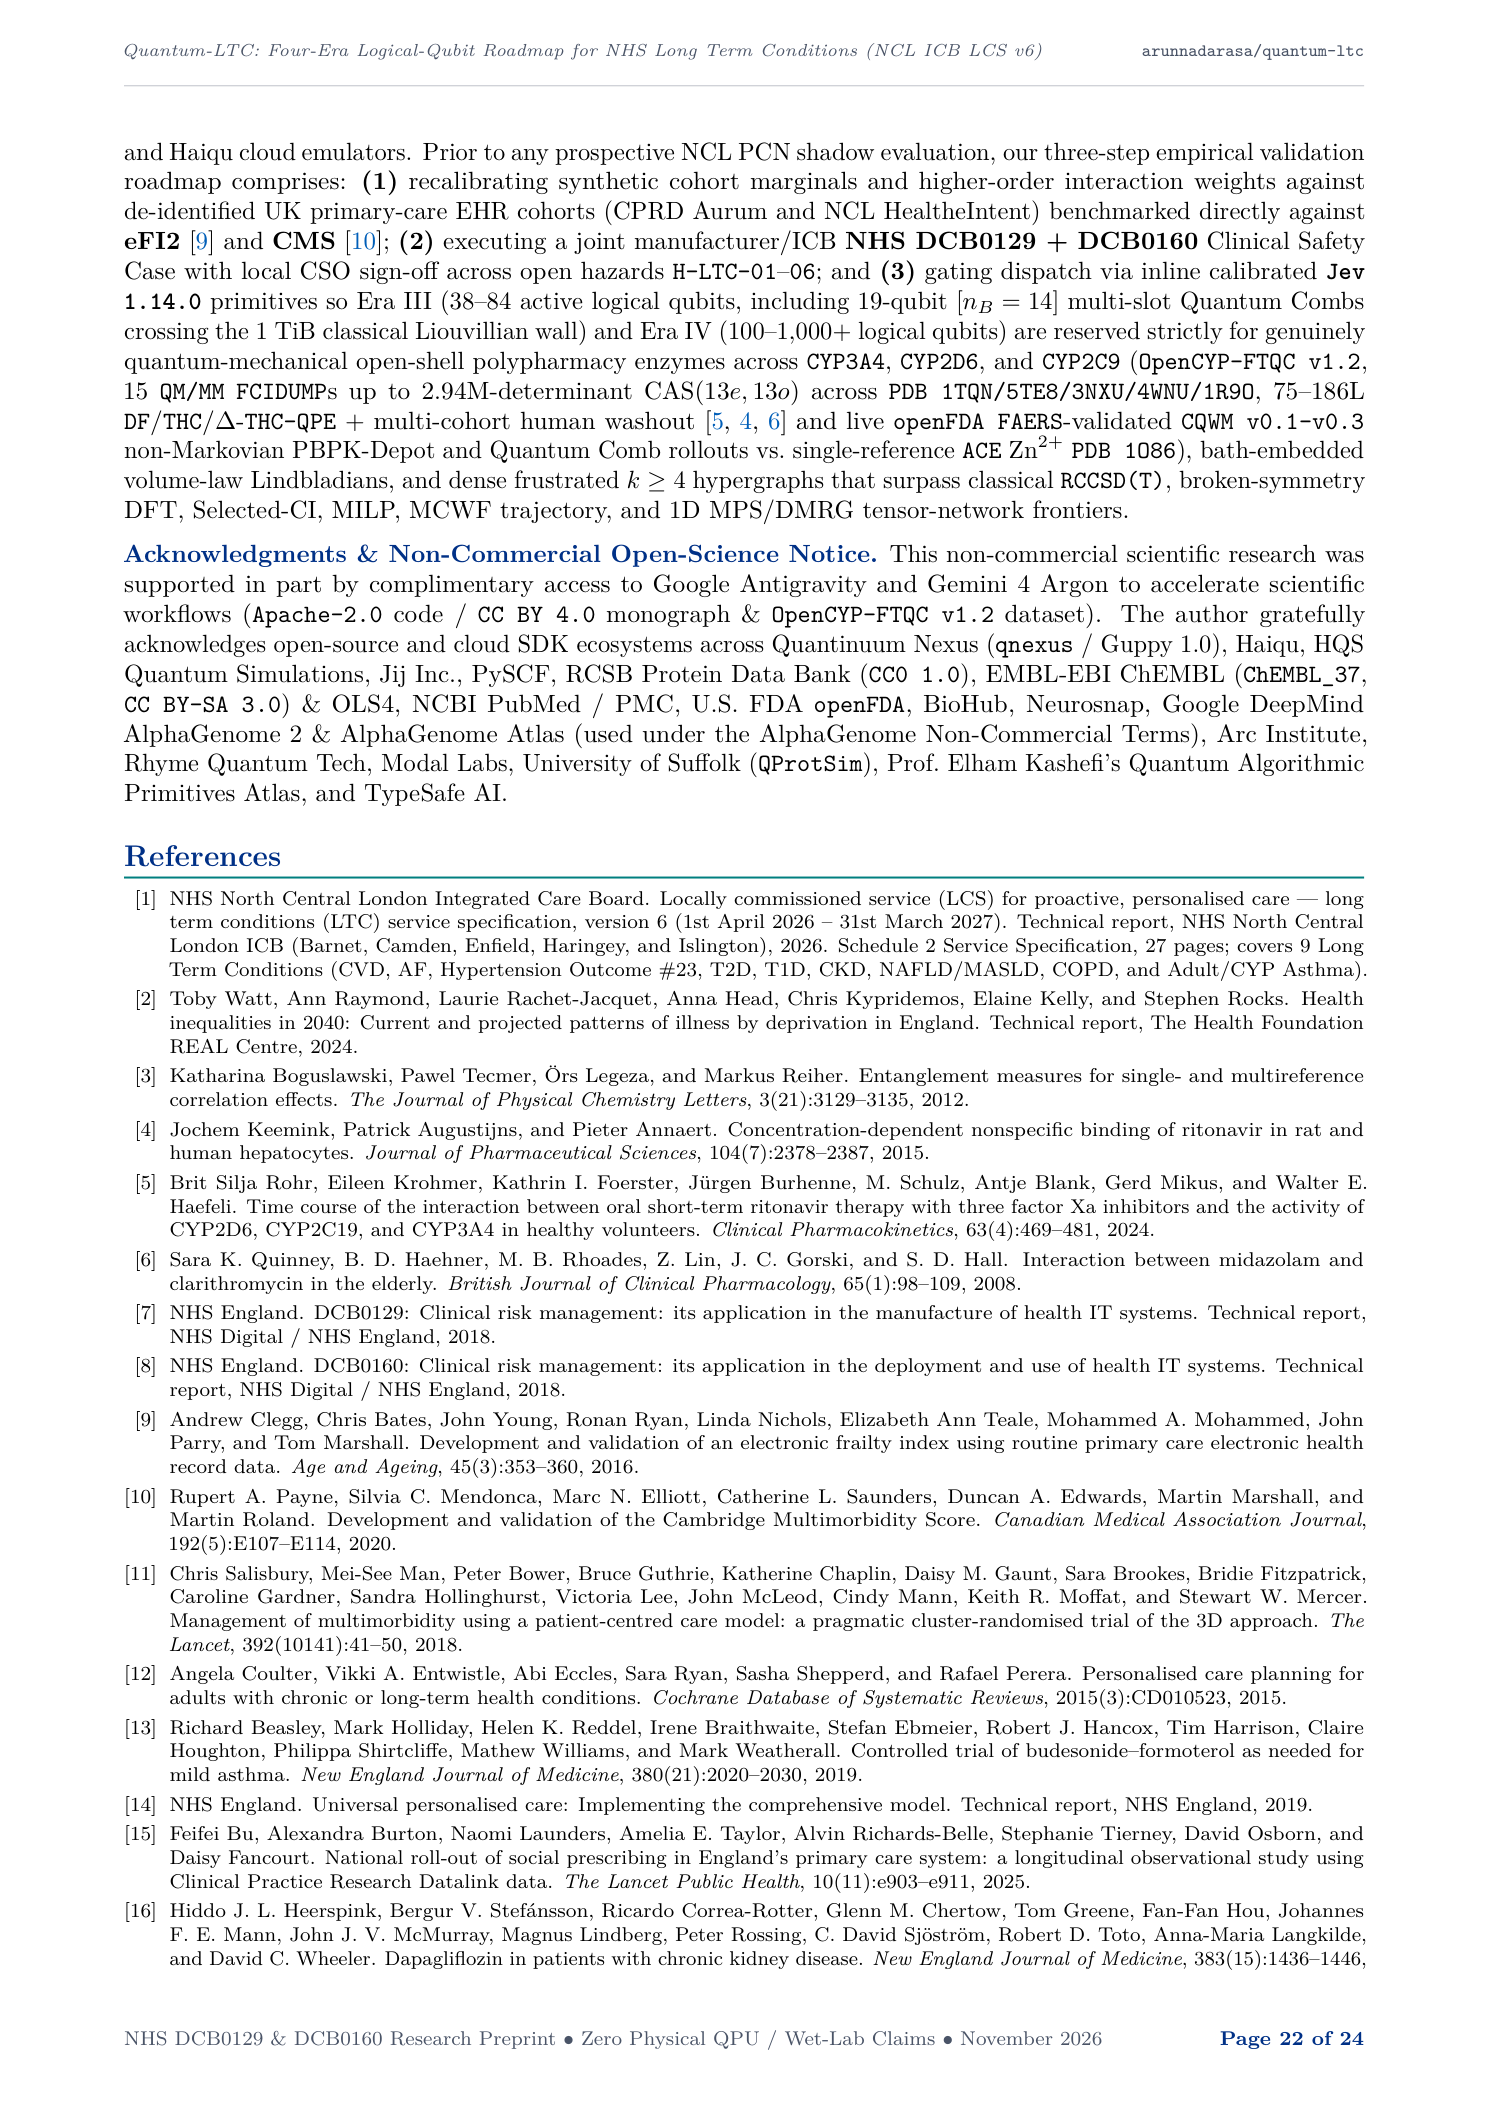 Quantum-LTC: Four-Era Logical-Qubit Roadmap for NHS Long Term Conditions (NCL ICB LCS v6)
arunnadarasa/quantum-ltc
and Haiqu cloud emulators. Prior to any prospective NCL PCN shadow evaluation, our three-step empirical validation
roadmap comprises: (1) recalibrating synthetic cohort marginals and higher-order interaction weights against
de-identified UK primary-care EHR cohorts (CPRD Aurum and NCL HealtheIntent) benchmarked directly against
eFI2 [9] and CMS [10]; (2) executing a joint manufacturer/ICB NHS DCB0129 + DCB0160 Clinical Safety
Case with local CSO sign-off across open hazards H-LTC-01–06; and (3) gating dispatch via inline calibrated Jev
1.14.0 primitives so Era III (38–84 active logical qubits, including 19-qubit [n_B = 14] multi-slot Quantum Combs
crossing the 1 TiB classical Liouvillian wall) and Era IV (100–1,000+ logical qubits) are reserved strictly for genuinely
quantum-mechanical open-shell polypharmacy enzymes across CYP3A4, CYP2D6, and CYP2C9 (OpenCYP-FTQC v1.2,
15 QM/MM FCIDUMPs up to 2.94M-determinant CAS(13e, 13o) across PDB 1TQN/5TE8/3NXU/4WNU/1R9O, 75–186L
DF/THC/Δ-THC-QPE + multi-cohort human washout [5, 4, 6] and live openFDA FAERS-validated CQWM v0.1–v0.3
non-Markovian PBPK-Depot and Quantum Comb rollouts vs. single-reference ACE Zn²⁺ PDB 1O86), bath-embedded
volume-law Lindbladians, and dense frustrated k ≥ 4 hypergraphs that surpass classical RCCSD(T), broken-symmetry
DFT, Selected-CI, MILP, MCWF trajectory, and 1D MPS/DMRG tensor-network frontiers.
Acknowledgments & Non-Commercial Open-Science Notice. This non-commercial scientific research was
supported in part by complimentary access to Google Antigravity and Gemini 4 Argon to accelerate scientific
workflows (Apache-2.0 code / CC BY 4.0 monograph & OpenCYP-FTQC v1.2 dataset). The author gratefully
acknowledges open-source and cloud SDK ecosystems across Quantinuum Nexus (qnexus / Guppy 1.0), Haiqu, HQS
Quantum Simulations, Jij Inc., PySCF, RCSB Protein Data Bank (CC0 1.0), EMBL-EBI ChEMBL (ChEMBL_37,
CC BY-SA 3.0) & OLS4, NCBI PubMed / PMC, U.S. FDA openFDA, BioHub, Neurosnap, Google DeepMind
AlphaGenome 2 & AlphaGenome Atlas (used under the AlphaGenome Non-Commercial Terms), Arc Institute,
Rhyme Quantum Tech, Modal Labs, University of Suffolk (QProtSim), Prof. Elham Kashefi's Quantum Algorithmic
Primitives Atlas, and TypeSafe AI.
References
[1] NHS North Central London Integrated Care Board. Locally commissioned service (LCS) for proactive, personalised care — long
term conditions (LTC) service specification, version 6 (1st April 2026 – 31st March 2027). Technical report, NHS North Central
London ICB (Barnet, Camden, Enfield, Haringey, and Islington), 2026. Schedule 2 Service Specification, 27 pages; covers 9 Long
Term Conditions (CVD, AF, Hypertension Outcome #23, T2D, T1D, CKD, NAFLD/MASLD, COPD, and Adult/CYP Asthma).
[2] Toby Watt, Ann Raymond, Laurie Rachet-Jacquet, Anna Head, Chris Kypridemos, Elaine Kelly, and Stephen Rocks. Health
inequalities in 2040: Current and projected patterns of illness by deprivation in England. Technical report, The Health Foundation
REAL Centre, 2024.
[3] Katharina Boguslawski, Pawel Tecmer, Örs Legeza, and Markus Reiher. Entanglement measures for single- and multireference
correlation effects. The Journal of Physical Chemistry Letters, 3(21):3129–3135, 2012.
[4] Jochem Keemink, Patrick Augustijns, and Pieter Annaert. Concentration-dependent nonspecific binding of ritonavir in rat and
human hepatocytes. Journal of Pharmaceutical Sciences, 104(7):2378–2387, 2015.
[5] Brit Silja Rohr, Eileen Krohmer, Kathrin I. Foerster, Jürgen Burhenne, M. Schulz, Antje Blank, Gerd Mikus, and Walter E.
Haefeli. Time course of the interaction between oral short-term ritonavir therapy with three factor Xa inhibitors and the activity of
CYP2D6, CYP2C19, and CYP3A4 in healthy volunteers. Clinical Pharmacokinetics, 63(4):469–481, 2024.
[6] Sara K. Quinney, B. D. Haehner, M. B. Rhoades, Z. Lin, J. C. Gorski, and S. D. Hall. Interaction between midazolam and
clarithromycin in the elderly. British Journal of Clinical Pharmacology, 65(1):98–109, 2008.
[7] NHS England. DCB0129: Clinical risk management: its application in the manufacture of health IT systems. Technical report,
NHS Digital / NHS England, 2018.
[8] NHS England. DCB0160: Clinical risk management: its application in the deployment and use of health IT systems. Technical
report, NHS Digital / NHS England, 2018.
[9] Andrew Clegg, Chris Bates, John Young, Ronan Ryan, Linda Nichols, Elizabeth Ann Teale, Mohammed A. Mohammed, John
Parry, and Tom Marshall. Development and validation of an electronic frailty index using routine primary care electronic health
record data. Age and Ageing, 45(3):353–360, 2016.
[10] Rupert A. Payne, Silvia C. Mendonca, Marc N. Elliott, Catherine L. Saunders, Duncan A. Edwards, Martin Marshall, and
Martin Roland. Development and validation of the Cambridge Multimorbidity Score. Canadian Medical Association Journal,
192(5):E107–E114, 2020.
[11] Chris Salisbury, Mei-See Man, Peter Bower, Bruce Guthrie, Katherine Chaplin, Daisy M. Gaunt, Sara Brookes, Bridie Fitzpatrick,
Caroline Gardner, Sandra Hollinghurst, Victoria Lee, John McLeod, Cindy Mann, Keith R. Moffat, and Stewart W. Mercer.
Management of multimorbidity using a patient-centred care model: a pragmatic cluster-randomised trial of the 3D approach. The
Lancet, 392(10141):41–50, 2018.
[12] Angela Coulter, Vikki A. Entwistle, Abi Eccles, Sara Ryan, Sasha Shepperd, and Rafael Perera. Personalised care planning for
adults with chronic or long-term health conditions. Cochrane Database of Systematic Reviews, 2015(3):CD010523, 2015.
[13] Richard Beasley, Mark Holliday, Helen K. Reddel, Irene Braithwaite, Stefan Ebmeier, Robert J. Hancox, Tim Harrison, Claire
Houghton, Philippa Shirtcliffe, Mathew Williams, and Mark Weatherall. Controlled trial of budesonide–formoterol as needed for
mild asthma. New England Journal of Medicine, 380(21):2020–2030, 2019.
[14] NHS England. Universal personalised care: Implementing the comprehensive model. Technical report, NHS England, 2019.
[15] Feifei Bu, Alexandra Burton, Naomi Launders, Amelia E. Taylor, Alvin Richards-Belle, Stephanie Tierney, David Osborn, and
Daisy Fancourt. National roll-out of social prescribing in England's primary care system: a longitudinal observational study using
Clinical Practice Research Datalink data. The Lancet Public Health, 10(11):e903–e911, 2025.
[16] Hiddo J. L. Heerspink, Bergur V. Stefánsson, Ricardo Correa-Rotter, Glenn M. Chertow, Tom Greene, Fan-Fan Hou, Johannes
F. E. Mann, John J. V. McMurray, Magnus Lindberg, Peter Rossing, C. David Sjöström, Robert D. Toto, Anna-Maria Langkilde,
and David C. Wheeler. Dapagliflozin in patients with chronic kidney disease. New England Journal of Medicine, 383(15):1436–1446,
NHS DCB0129 & DCB0160 Research Preprint • Zero Physical QPU / Wet-Lab Claims • November 2026
Page 22 of 24